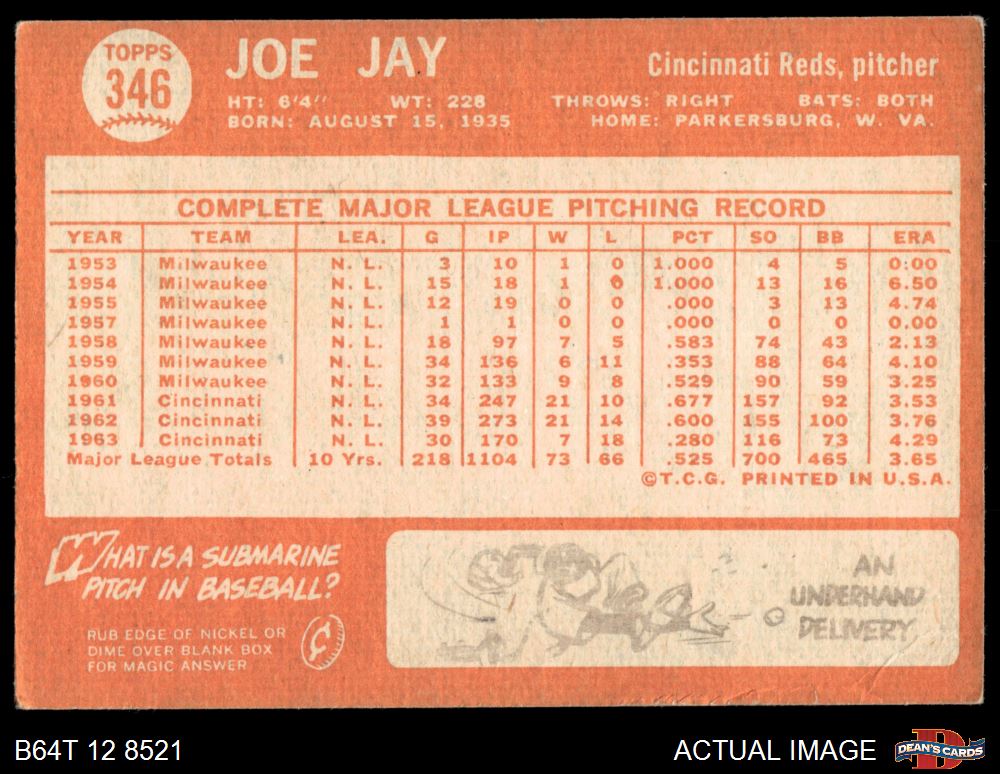 TOPPS
346
JOE JAY
Cincinnati Reds, pitcher
HT: 6'4" WT: 228 THROWS: RIGHT BATS: BOTH
BORN: AUGUST 15, 1935 HOME: PARKERSBURG, W. VA.
COMPLETE MAJOR LEAGUE PITCHING RECORD
YEAR TEAM LEA. G IP W L PCT SO BB ERA
1953 Milwaukee N. L. 3 10 1 0 1.000 4 5 0:00
1954 Milwaukee N. L. 15 18 1 0 1.000 13 16 6.50
1955 Milwaukee N. L. 12 19 0 0 .000 3 13 4.74
1957 Milwaukee N. L. 1 1 0 0 .000 0 0 0.00
1958 Milwaukee N. L. 18 97 7 5 .583 74 43 2.13
1959 Milwaukee N. L. 34 136 6 11 .353 88 64 4.10
1960 Milwaukee N. L. 32 133 9 8 .529 90 59 3.25
1961 Cincinnati N. L. 34 247 21 10 .677 157 92 3.53
1962 Cincinnati N. L. 39 273 21 14 .600 155 100 3.76
1963 Cincinnati N. L. 30 170 7 18 .280 116 73 4.29
Major League Totals 10 Yrs. 218 1104 73 66 .525 700 465 3.65
©T.C.G. PRINTED IN U.S.A.
WHAT IS A SUBMARINE
PITCH IN BASEBALL?
RUB EDGE OF NICKEL OR
DIME OVER BLANK BOX
FOR MAGIC ANSWER
¢
AN
UNDERHAND
DELIVERY
B64T 12 8521
ACTUAL IMAGE
D
DEAN'S CARDS